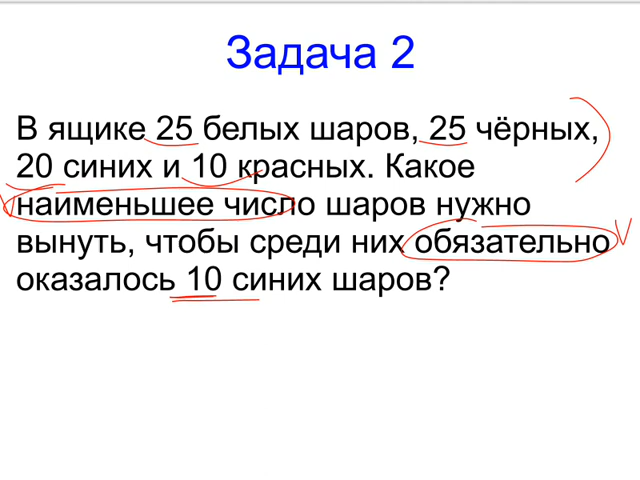 Задача 2
В ящике 25 белых шаров, 25 чёрных,
20 синих и 10 красных. Какое
наименьшее число шаров нужно
вынуть, чтобы среди них обязательно
оказалось 10 синих шаров?